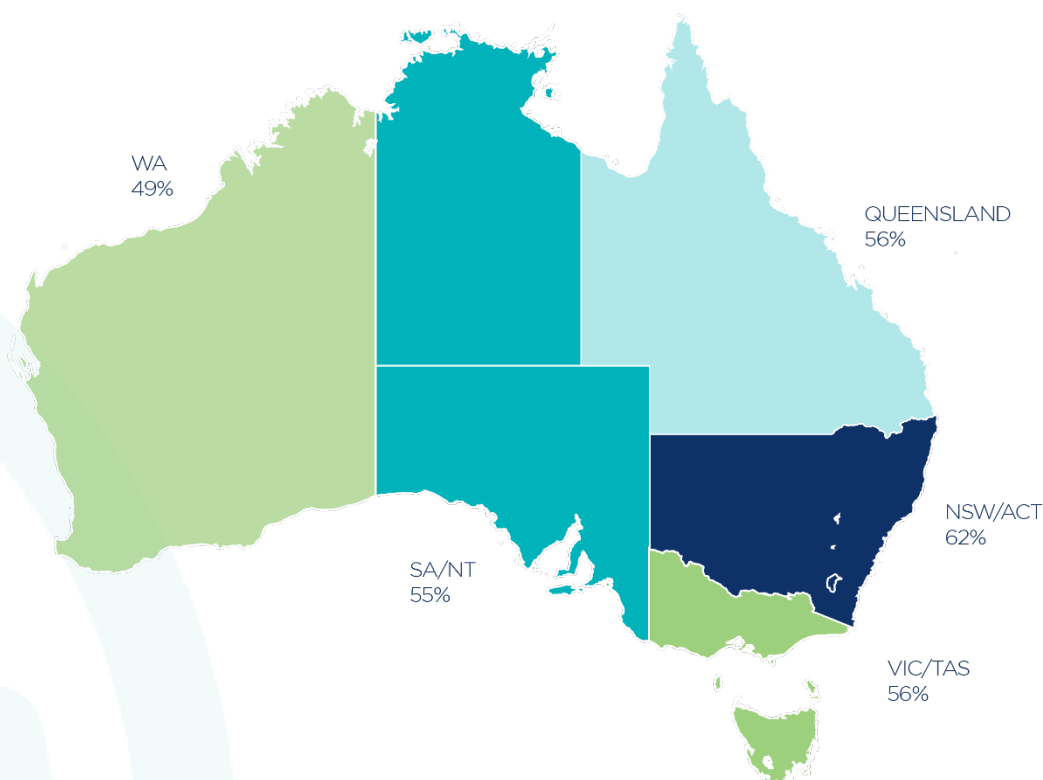 WA
49%
QUEENSLAND
56%
NSW/ACT
62%
SA/NT
55%
VIC/TAS
56%